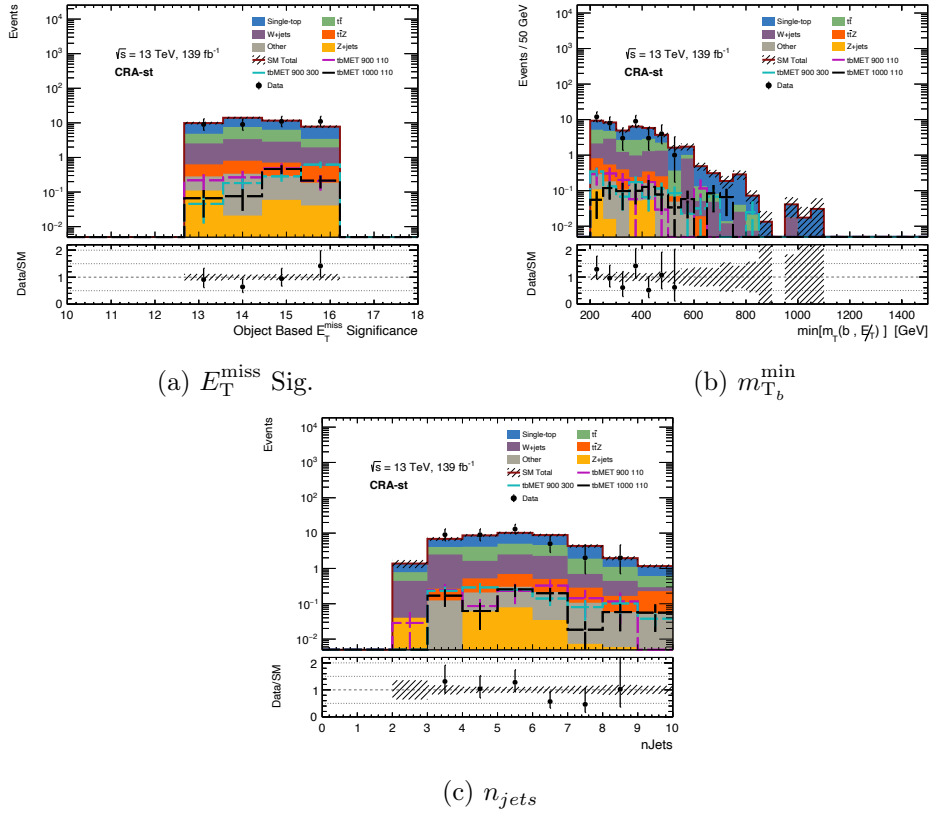 Events
10⁴
10³
10²
10
1
10⁻¹
10⁻²
√s = 13 TeV, 139 fb⁻¹
CRA-st
Single-top
tt̄
W+jets
tt̄Z
Other
Z+jets
SM Total
tbMET 900 110
tbMET 900 300
tbMET 1000 110
Data
Data/SM
2
1
0
10 11 12 13 14 15 16 17 18
Object Based E_T^miss Significance
(a) E_T^miss Sig.
Events / 50 GeV
10⁴
10³
10²
10
1
10⁻¹
10⁻²
√s = 13 TeV, 139 fb⁻¹
CRA-st
Single-top
tt̄
W+jets
tt̄Z
Other
Z+jets
SM Total
tbMET 900 110
tbMET 900 300
tbMET 1000 110
Data
Data/SM
2
1
0
200 400 600 800 1000 1200 1400
min[m_T(b , E̸_T) ] [GeV]
(b) m_{T_b}^min
Events
10⁴
10³
10²
10
1
10⁻¹
10⁻²
√s = 13 TeV, 139 fb⁻¹
CRA-st
Single-top
tt̄
W+jets
tt̄Z
Other
Z+jets
SM Total
tbMET 900 110
tbMET 900 300
tbMET 1000 110
Data
Data/SM
2
1
0
0 1 2 3 4 5 6 7 8 9 10
nJets
(c) n_jets